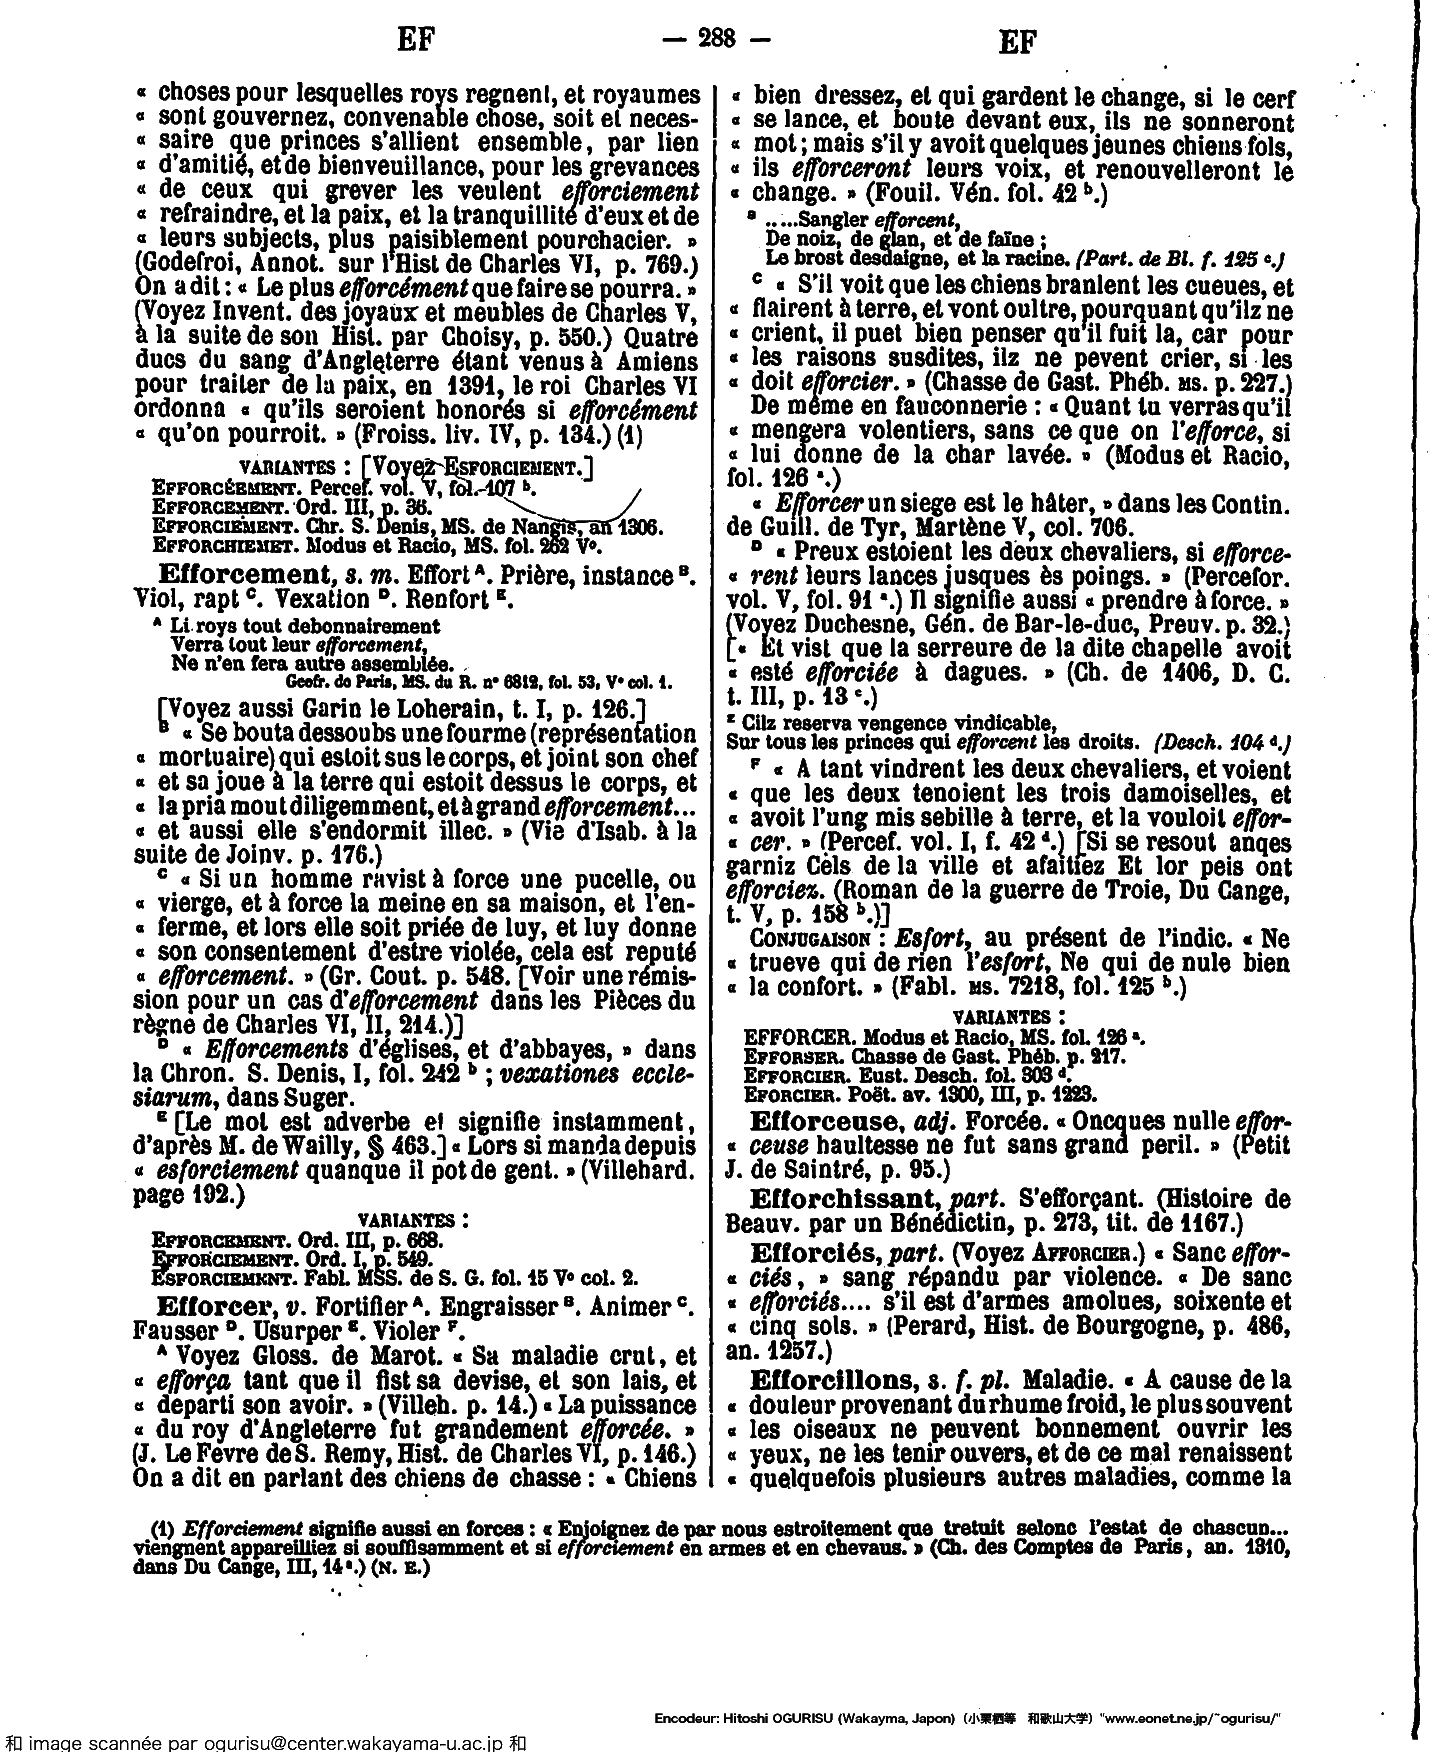 EF — 288 — EF
« choses pour lesquelles roys regnent, et royaumes
« sont gouvernez, convenable chose, soit et neces-
« saire que princes s'allient ensemble, par lien
« d'amitié, et de bienveuillance, pour les grevances
« de ceux qui grever les veulent efforciement
« refraindre, et la paix, et la tranquillité d'eux et de
« leurs subjects, plus paisiblement pourchacier. »
(Godefroi, Annot. sur l'Hist de Charles VI, p. 769.)
On a dit : « Le plus efforcément que faire se pourra. »
(Voyez Invent. des joyaux et meubles de Charles V,
à la suite de son Hist. par Choisy, p. 550.) Quatre
ducs du sang d'Angleterre étant venus à Amiens
pour traiter de la paix, en 1391, le roi Charles VI
ordonna « qu'ils seroient honorés si efforcément
« qu'on pourroit. » (Froiss. liv. IV, p. 134.) (1)
VARIANTES : [Voyez ESFORCIEMENT.]
EFFORCÉEMENT. Percef. vol. V, fol. 107 b.
EFFORCEMENT. Ord. III, p. 36.
EFFORCIEMENT. Chr. S. Denis, MS. de Nangis, an 1306.
EFFORCHIEMET. Modus et Racio, MS. fol. 262 Vo.
Efforcement, s. m. Effort A. Prière, instance B.
Viol, rapt C. Vexation D. Renfort E.
A Li roys tout debonnairement
Verra tout leur efforcement,
Ne n'en fera autre assemblée.
Geofr. de Paris, MS. du R. n° 6812, fol. 53, V° col. 1.
[Voyez aussi Garin le Loherain, t. I, p. 126.]
B « Se bouta dessoubs une fourme (représentation
« mortuaire) qui estoit sus le corps, et joint son chef
« et sa joue à la terre qui estoit dessus le corps, et
« la pria mout diligemment, et à grand efforcement...
« et aussi elle s'endormit illec. » (Vie d'Isab. à la
suite de Joinv. p. 176.)
C « Si un homme ravist à force une pucelle, ou
« vierge, et à force la meine en sa maison, et l'en-
« ferme, et lors elle soit priée de luy, et luy donne
« son consentement d'estre violée, cela est reputé
« efforcement. » (Gr. Cout. p. 548. [Voir une rémis-
sion pour un cas d'efforcement dans les Pièces du
règne de Charles VI, II, 214.)]
D « Efforcements d'églises, et d'abbayes, » dans
la Chron. S. Denis, I, fol. 242 b ; vexationes eccle-
siarum, dans Suger.
E [Le mot est adverbe et signifie instamment,
d'après M. de Wailly, § 463.] « Lors si manda depuis
« esforciement quanque il pot de gent. » (Villehard.
page 192.)
VARIANTES :
EFFORCEMENT. Ord. III, p. 668.
EFFORCIEMENT. Ord. I, p. 549.
ESFORCIEMENT. Fabl. MSS. de S. G. fol. 15 Vo col. 2.
Efforcer, v. Fortifier A. Engraisser B. Animer C.
Fausser D. Usurper E. Violer F.
A Voyez Gloss. de Marot. « Sa maladie crut, et
« efforça tant que il fist sa devise, et son lais, et
« departi son avoir. » (Villeh. p. 14.) « La puissance
« du roy d'Angleterre fut grandement efforcée. »
(J. Le Fevre de S. Remy, Hist. de Charles VI, p. 146.)
On a dit en parlant des chiens de chasse : « Chiens
« bien dressez, et qui gardent le change, si le cerf
« se lance, et boute devant eux, ils ne sonneront
« mot ; mais s'il y avoit quelques jeunes chiens fols,
« ils efforceront leurs voix, et renouvelleront le
« change. » (Fouil. Vén. fol. 42 b.)
B .....Sangler efforcent,
De noiz, de glan, et de faïne ;
Le brost desdaigne, et la racine. (Part. de Bl. f. 125 c.)
C « S'il voit que les chiens branlent les cueues, et
« flairent à terre, et vont oultre, pourquant qu'ilz ne
« crient, il puet bien penser qu'il fuit la, car pour
« les raisons susdites, ilz ne pevent crier, si les
« doit efforcier. » (Chasse de Gast. Phéb. MS. p. 227.)
De même en fauconnerie : « Quant tu verras qu'il
« mengera volentiers, sans ce que on l'efforce, si
« lui donne de la char lavée. » (Modus et Racio,
fol. 126 a.)
« Efforcer un siege est le hâter, » dans les Contin.
de Guill. de Tyr, Martène V, col. 706.
D « Preux estoient les deux chevaliers, si efforce-
« rent leurs lances jusques ès poings. » (Percefor.
vol. V, fol. 91 a.) Il signifie aussi « prendre à force. »
(Voyez Duchesne, Gén. de Bar-le-duc, Preuv. p. 32.)
[« Et vist que la serreure de la dite chapelle avoit
« esté efforciée à dagues. » (Ch. de 1406, D. C.
t. III, p. 13 c.)
E Cilz reserva vengence vindicable,
Sur tous les princes qui efforcent les droits. (Desch. 104 d.)
F « A tant vindrent les deux chevaliers, et voient
« que les deux tenoient les trois damoiselles, et
« avoit l'ung mis sebille à terre, et la vouloit effor-
« cer. » (Percef. vol. I, f. 42 d.) [Si se resout anqes
garniz Cèls de la ville et afaitiez Et lor peis ont
efforciez. (Roman de la guerre de Troie, Du Cange,
t. V, p. 158 b.)]
CONJUGAISON : Esfort, au présent de l'indic. « Ne
« trueve qui de rien l'esfort, Ne qui de nule bien
« la confort. » (Fabl. MS. 7218, fol. 125 b.)
VARIANTES :
EFFORCER. Modus et Racio, MS. fol. 126 a.
EFFORSER. Chasse de Gast. Phéb. p. 217.
EFFORCIER. Eust. Desch. fol. 303 d.
EFORCIER. Poët. av. 1300, III, p. 1223.
Efforceuse, adj. Forcée. « Oncques nulle effor-
« ceuse haultesse ne fut sans grand peril. » (Petit
J. de Saintré, p. 95.)
Efforchissant, part. S'efforçant. (Histoire de
Beauv. par un Bénédictin, p. 273, tit. de 1167.)
Efforciés, part. (Voyez AFFORCIER.) « Sanc effor-
« ciés, » sang répandu par violence. « De sanc
« efforciés.... s'il est d'armes amolues, soixente et
« cinq sols. » (Perard, Hist. de Bourgogne, p. 486,
an. 1257.)
Efforcillons, s. f. pl. Maladie. « A cause de la
« douleur provenant du rhume froid, le plus souvent
« les oiseaux ne peuvent bonnement ouvrir les
« yeux, ne les tenir ouvers, et de ce mal renaissent
« quelquefois plusieurs autres maladies, comme la
(1) Efforciement signifie aussi en forces : « Enjoignez de par nous estroitement que tretuit selonc l'estat de chascun...
viengnent appareilliez si souffisamment et si efforciement en armes et en chevaus. » (Ch. des Comptes de Paris, an. 1310,
dans Du Cange, III, 14 a.) (N. E.)
Encodeur: Hitoshi OGURISU (Wakayma, Japon) (小栗栖等 和歌山大学) "www.eonet.ne.jp/~ogurisu/"
和 image scannée par ogurisu@center.wakayama-u.ac.jp 和